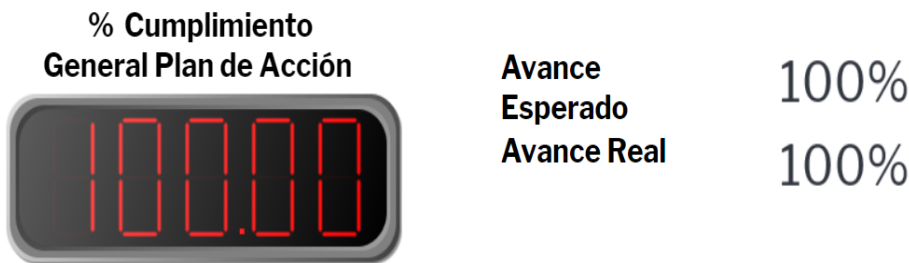 % Cumplimiento
General Plan de Acción
100.00
Avance
Esperado
100%
Avance Real
100%